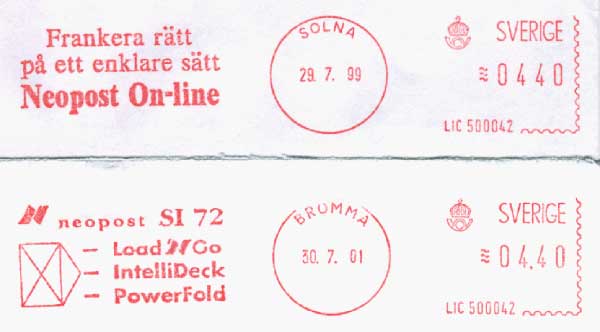 Frankera rätt
på ett enklare sätt
Neopost On-line
SOLNA
29. 7. 99
SVERIGE
≈ 0440
LIC 500042
neopost SI 72
Load N Go
IntelliDeck
PowerFold
BROMMA
30. 7. 01
SVERIGE
≈ 04.40
LIC 500042